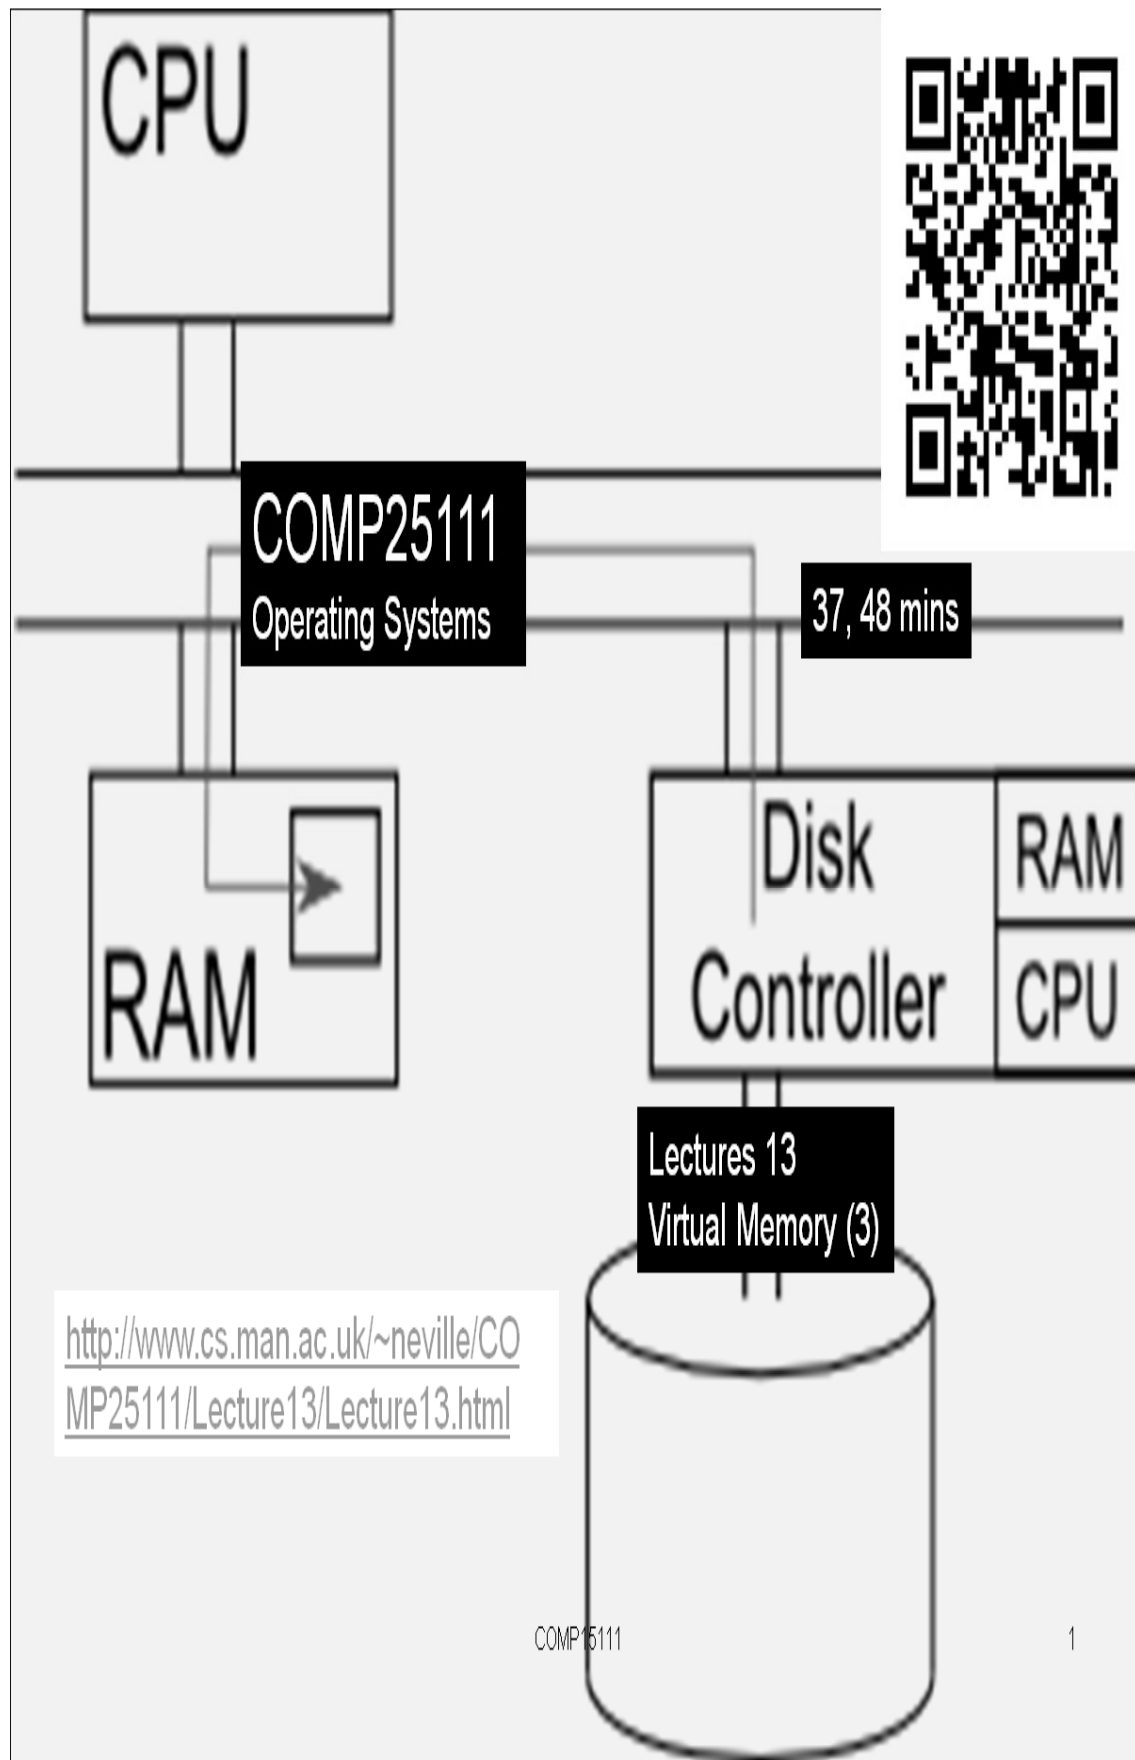 CPU
COMP25111
Operating Systems
37, 48 mins
Disk
Controller
RAM
CPU
RAM
Lectures 13
Virtual Memory (3)
http://www.cs.man.ac.uk/~neville/CO
MP25111/Lecture13/Lecture13.html
COMP15111
1